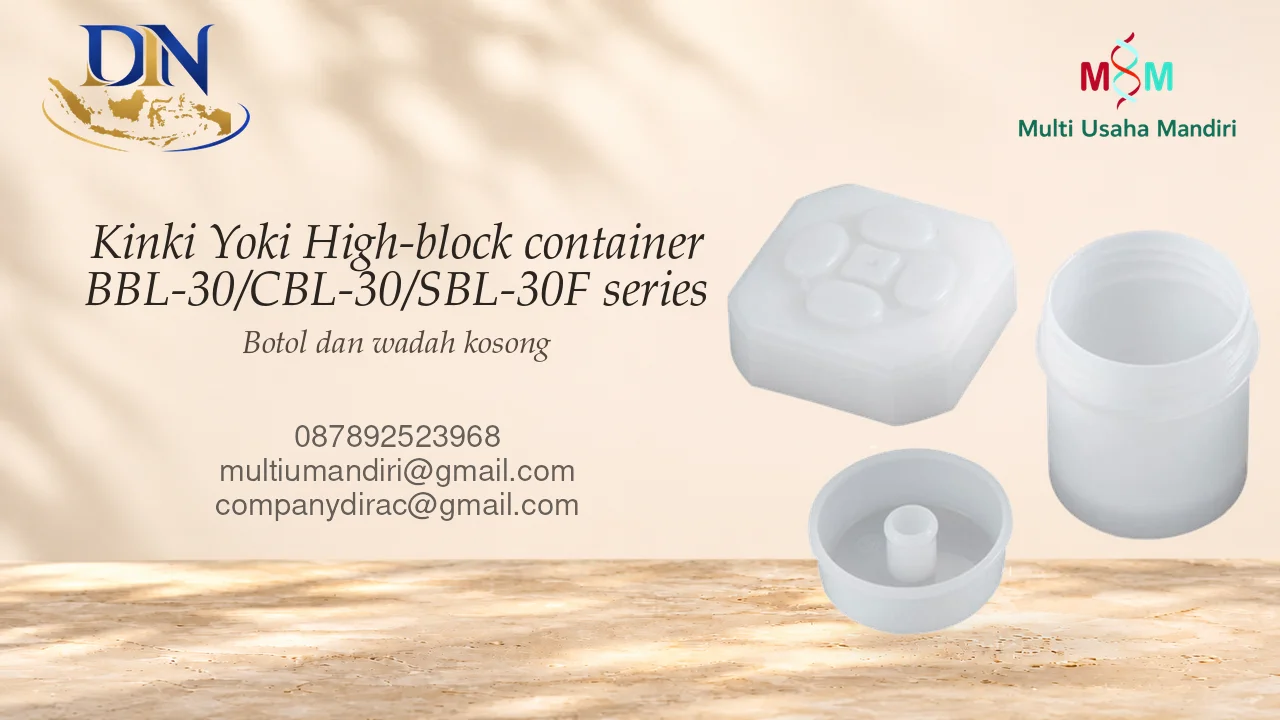 DN
M M
Multi Usaha Mandiri
Kinki Yoki High-block container
BBL-30/CBL-30/SBL-30F series
Botol dan wadah kosong
087892523968
multiumandiri@gmail.com
companydirac@gmail.com